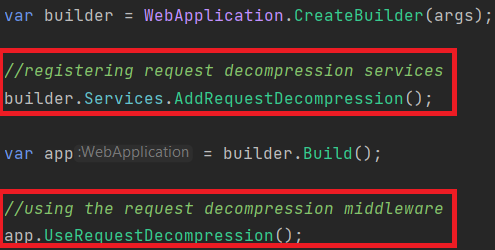 var builder = WebApplication.CreateBuilder(args);
//registering request decompression services
builder.Services.AddRequestDecompression();
var app :WebApplication = builder.Build();
//using the request decompression middleware
app.UseRequestDecompression();